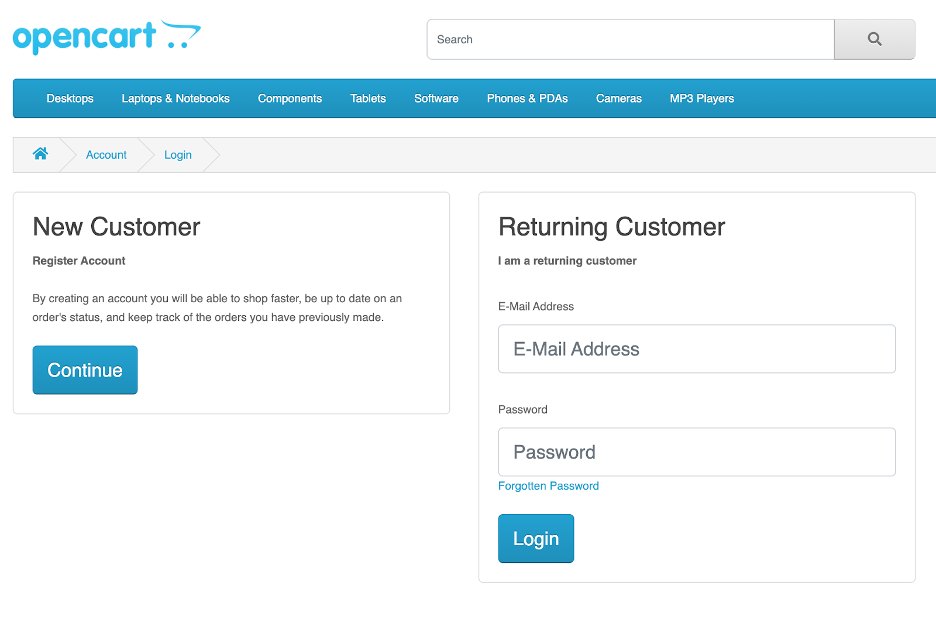 opencart
Search
Desktops Laptops & Notebooks Components Tablets Software Phones & PDAs Cameras MP3 Players
Account Login
New Customer
Register Account
By creating an account you will be able to shop faster, be up to date on an
order's status, and keep track of the orders you have previously made.
Continue
Returning Customer
I am a returning customer
E-Mail Address
E-Mail Address
Password
Password
Forgotten Password
Login